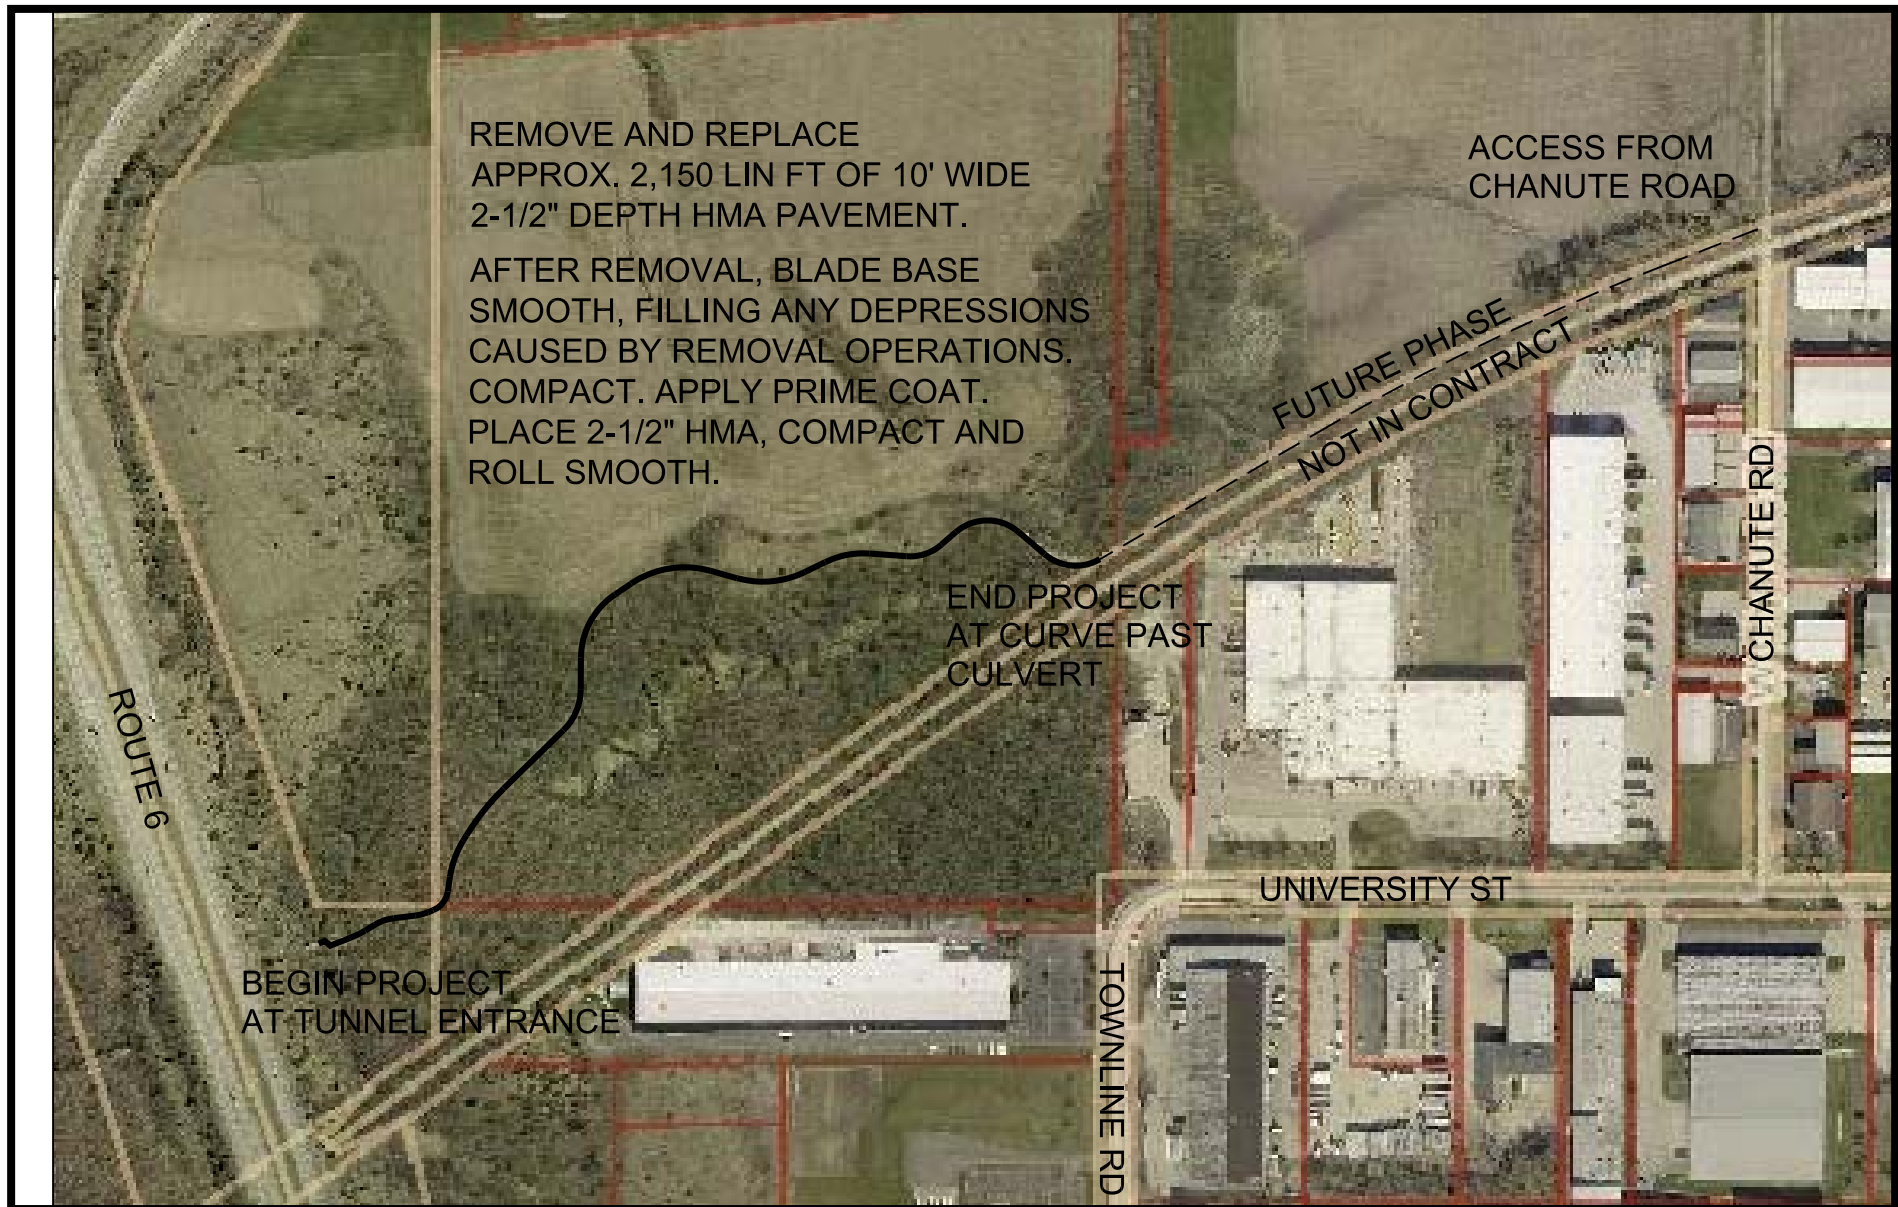 REMOVE AND REPLACE
APPROX. 2,150 LIN FT OF 10' WIDE
2-1/2" DEPTH HMA PAVEMENT.
AFTER REMOVAL, BLADE BASE
SMOOTH, FILLING ANY DEPRESSIONS
CAUSED BY REMOVAL OPERATIONS.
COMPACT. APPLY PRIME COAT.
PLACE 2-1/2" HMA, COMPACT AND
ROLL SMOOTH.
ACCESS FROM
CHANUTE ROAD
FUTURE PHASE
NOT IN CONTRACT
CHANUTE RD
END PROJECT
AT CURVE PAST
CULVERT
ROUTE 6
UNIVERSITY ST
BEGIN PROJECT
AT TUNNEL ENTRANCE
TOWNLINE RD